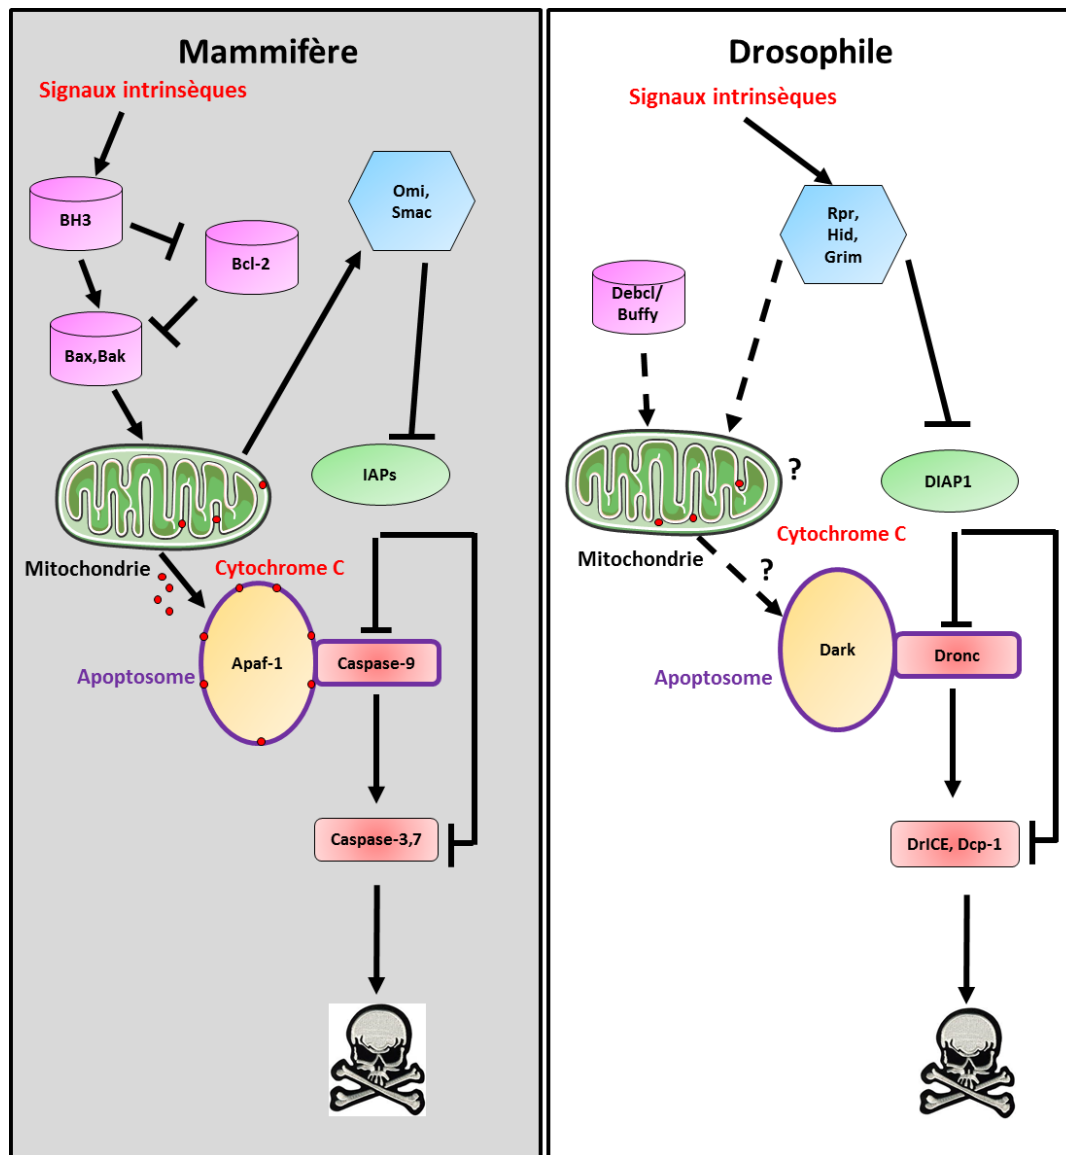 Mammifère
Signaux intrinsèques
BH3
Bcl-2
Omi,
Smac
Bax,Bak
IAPs
Mitochondrie
Cytochrome C
Apaf-1
Caspase-9
Apoptosome
Caspase-3,7
Drosophile
Signaux intrinsèques
Rpr,
Hid,
Grim
Debcl/
Buffy
?
DIAP1
Cytochrome C
Mitochondrie
?
Dark
Dronc
Apoptosome
DrICE, Dcp-1